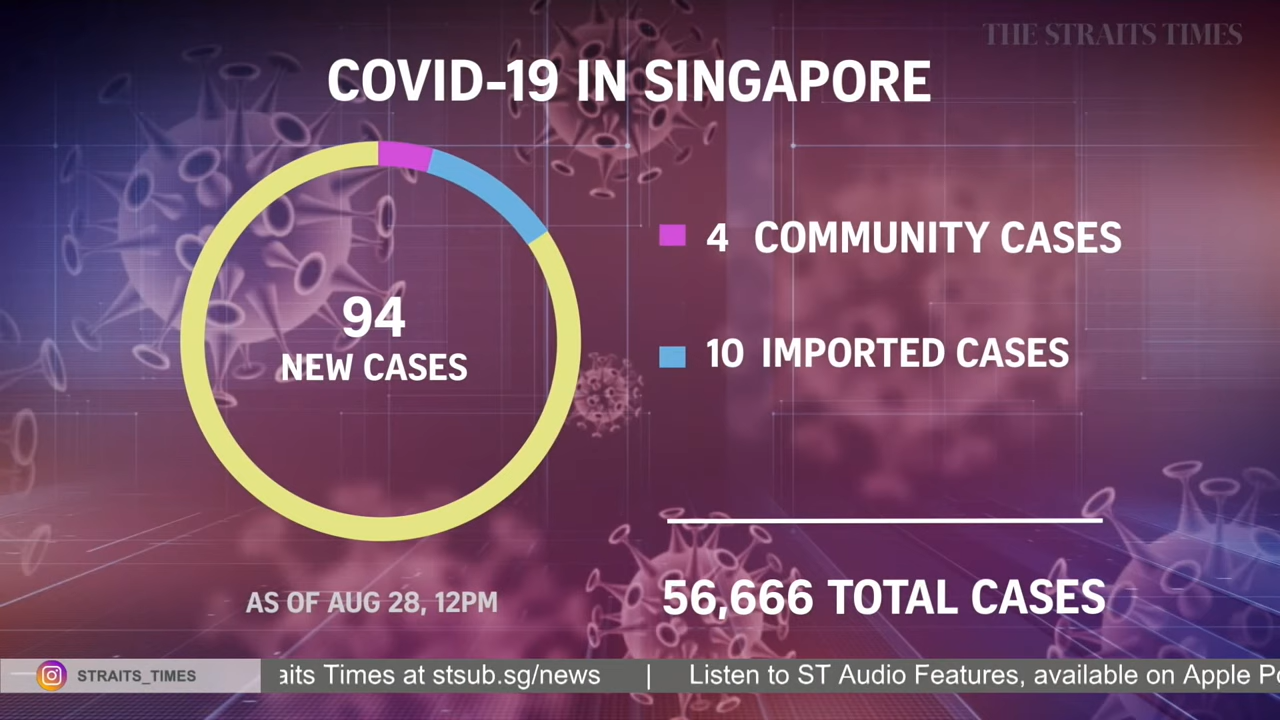 THE STRAITS TIMES
COVID-19 IN SINGAPORE
94
NEW CASES
4 COMMUNITY CASES
10 IMPORTED CASES
AS OF AUG 28, 12PM
56,666 TOTAL CASES
STRAITS_TIMES
aits Times at stsub.sg/news | Listen to ST Audio Features, available on Apple Po